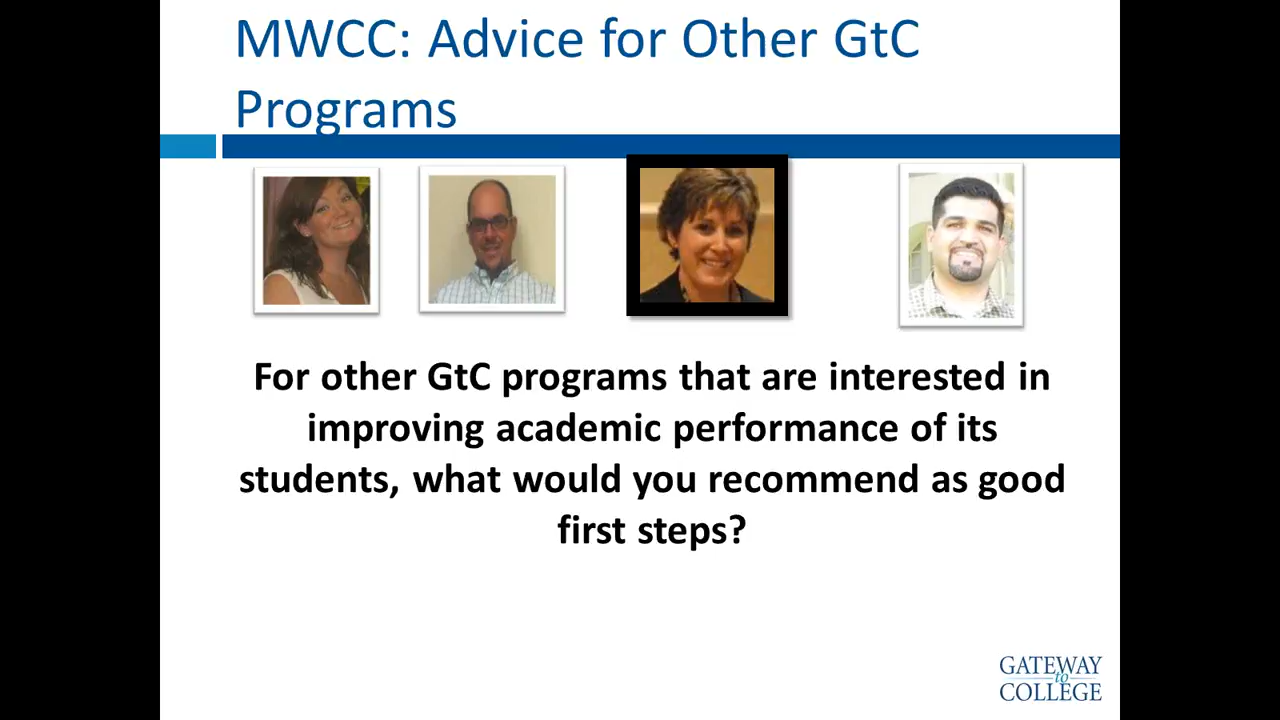 MWCC: Advice for Other GtC
Programs
For other GtC programs that are interested in
improving academic performance of its
students, what would you recommend as good
first steps?
GATEWAY
to
COLLEGE